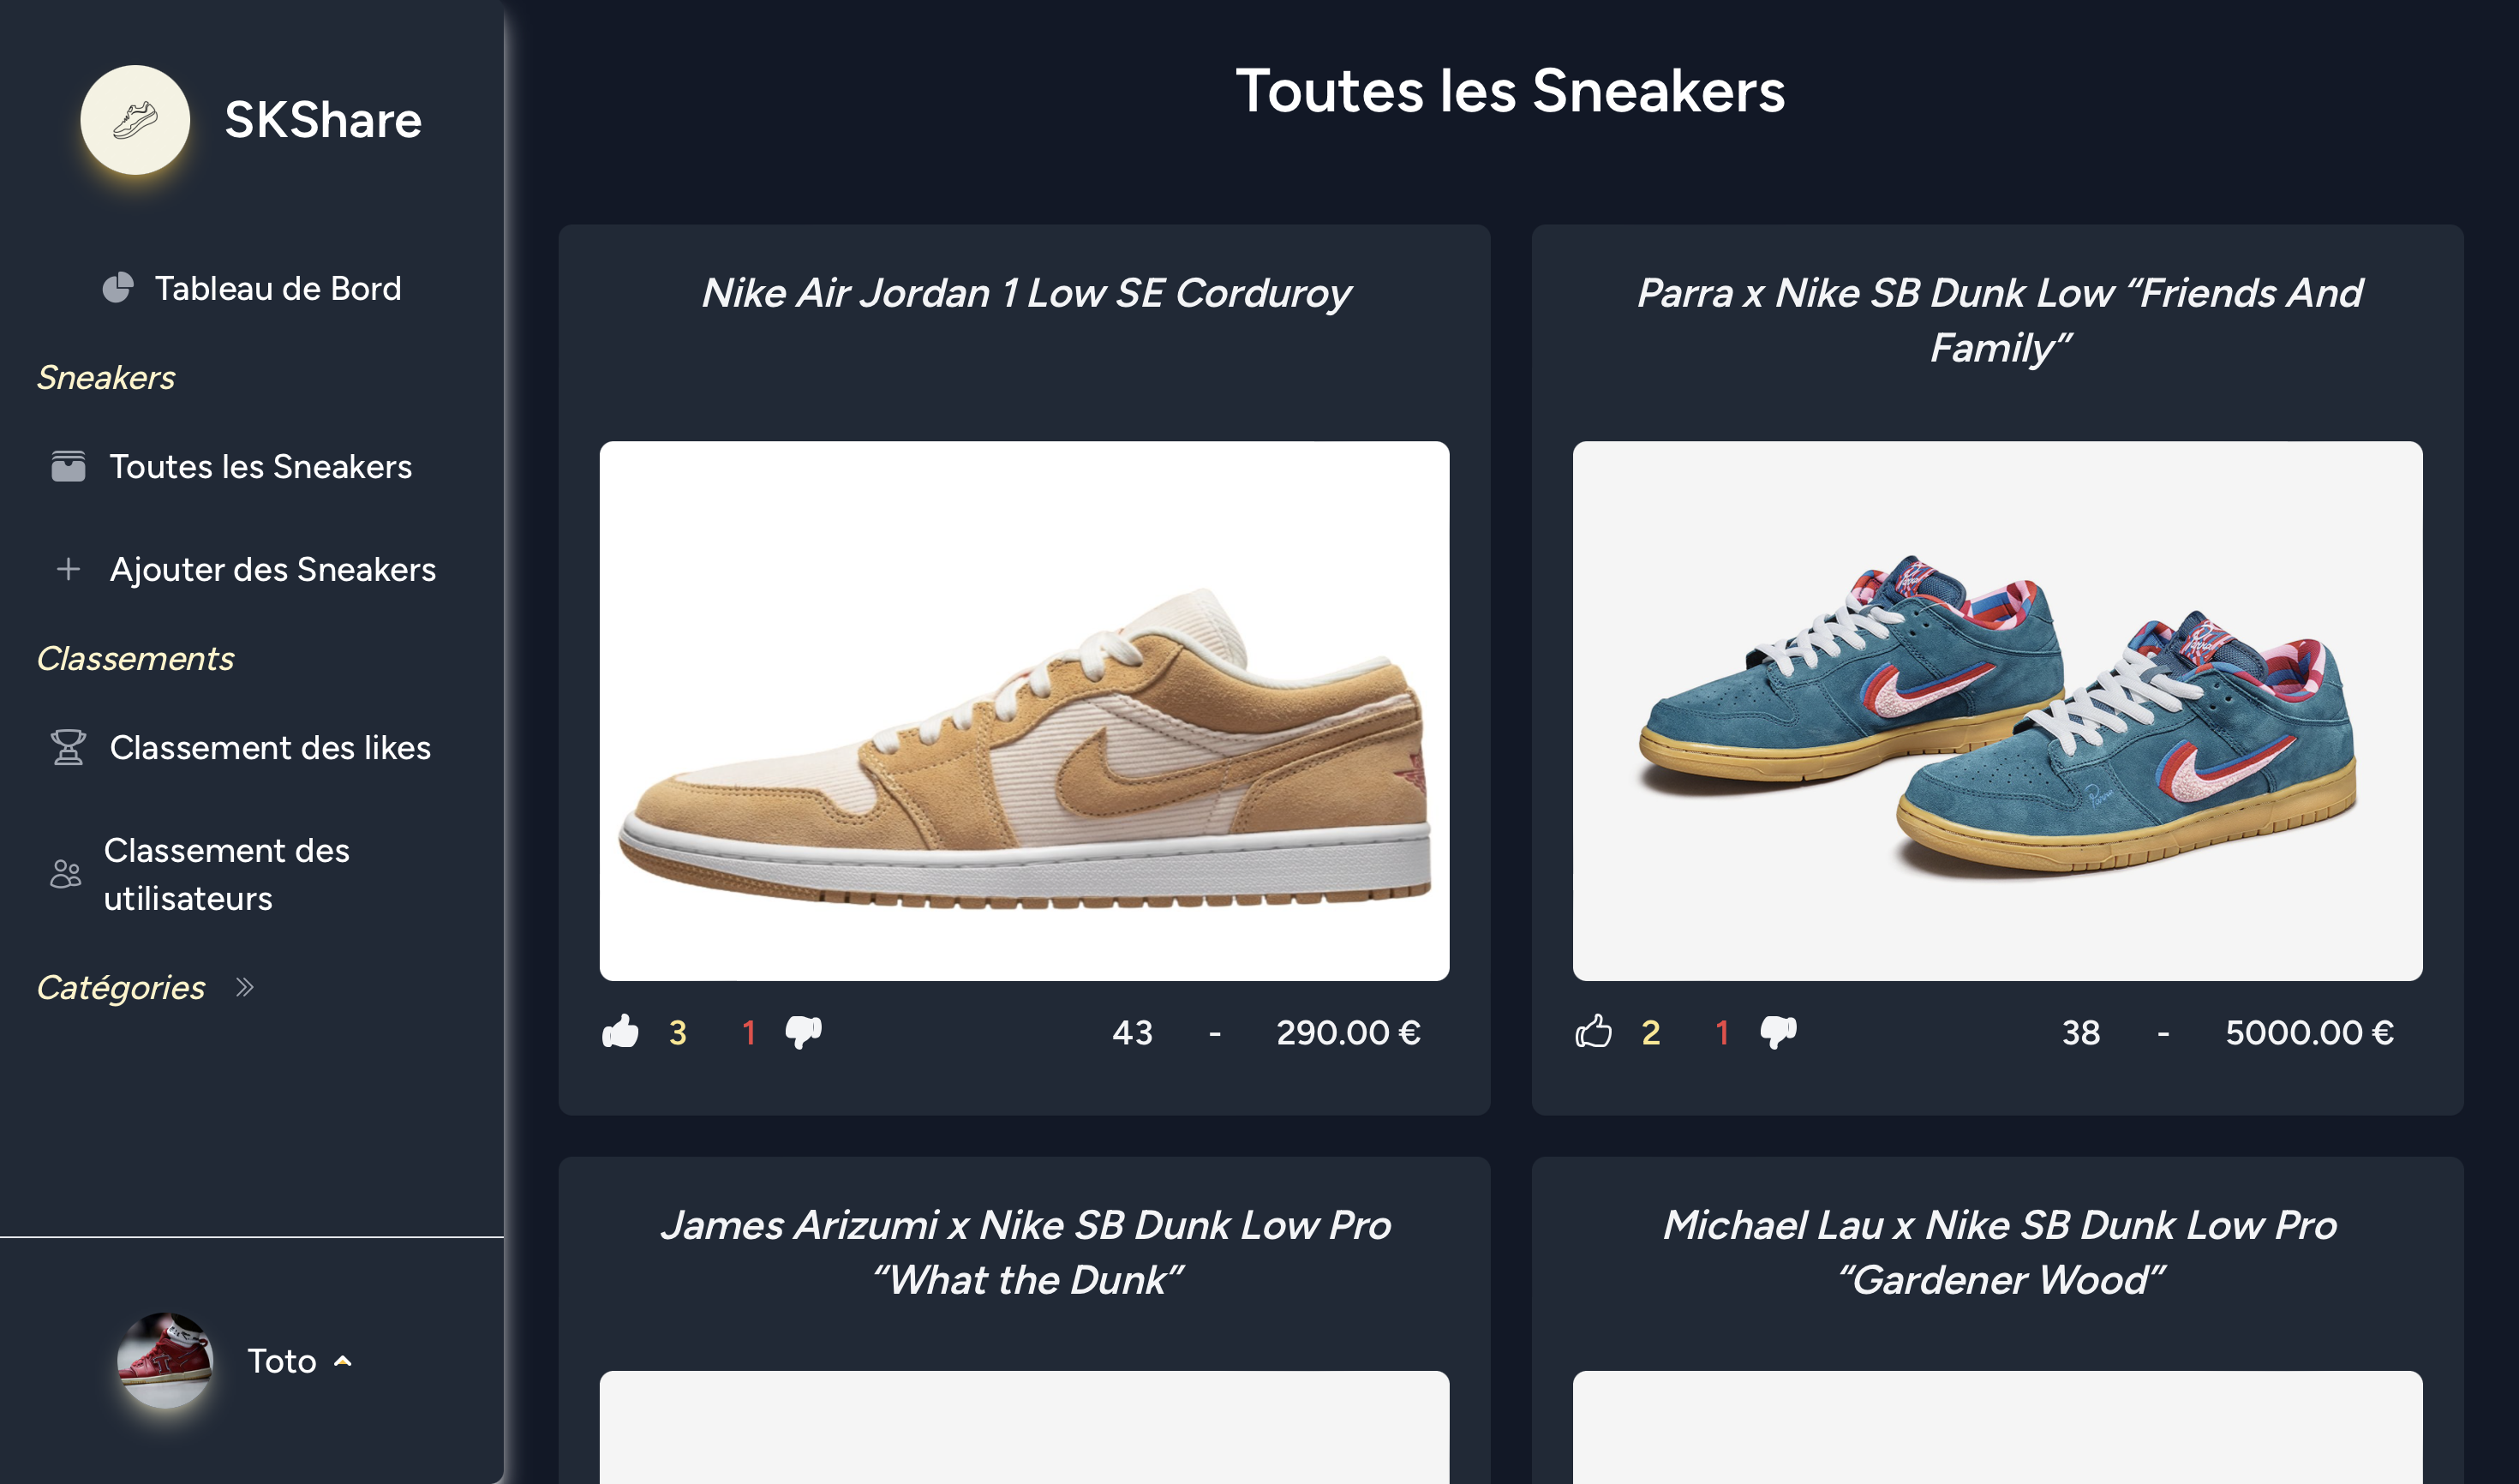 SKShare
Tableau de Bord
Sneakers
Toutes les Sneakers
Ajouter des Sneakers
Classements
Classement des likes
Classement des
utilisateurs
Catégories
Toto
Toutes les Sneakers
Nike Air Jordan 1 Low SE Corduroy
3 1 43 - 290.00 €
Parra x Nike SB Dunk Low “Friends And
Family”
2 1 38 - 5000.00 €
James Arizumi x Nike SB Dunk Low Pro
“What the Dunk”
Michael Lau x Nike SB Dunk Low Pro
“Gardener Wood”